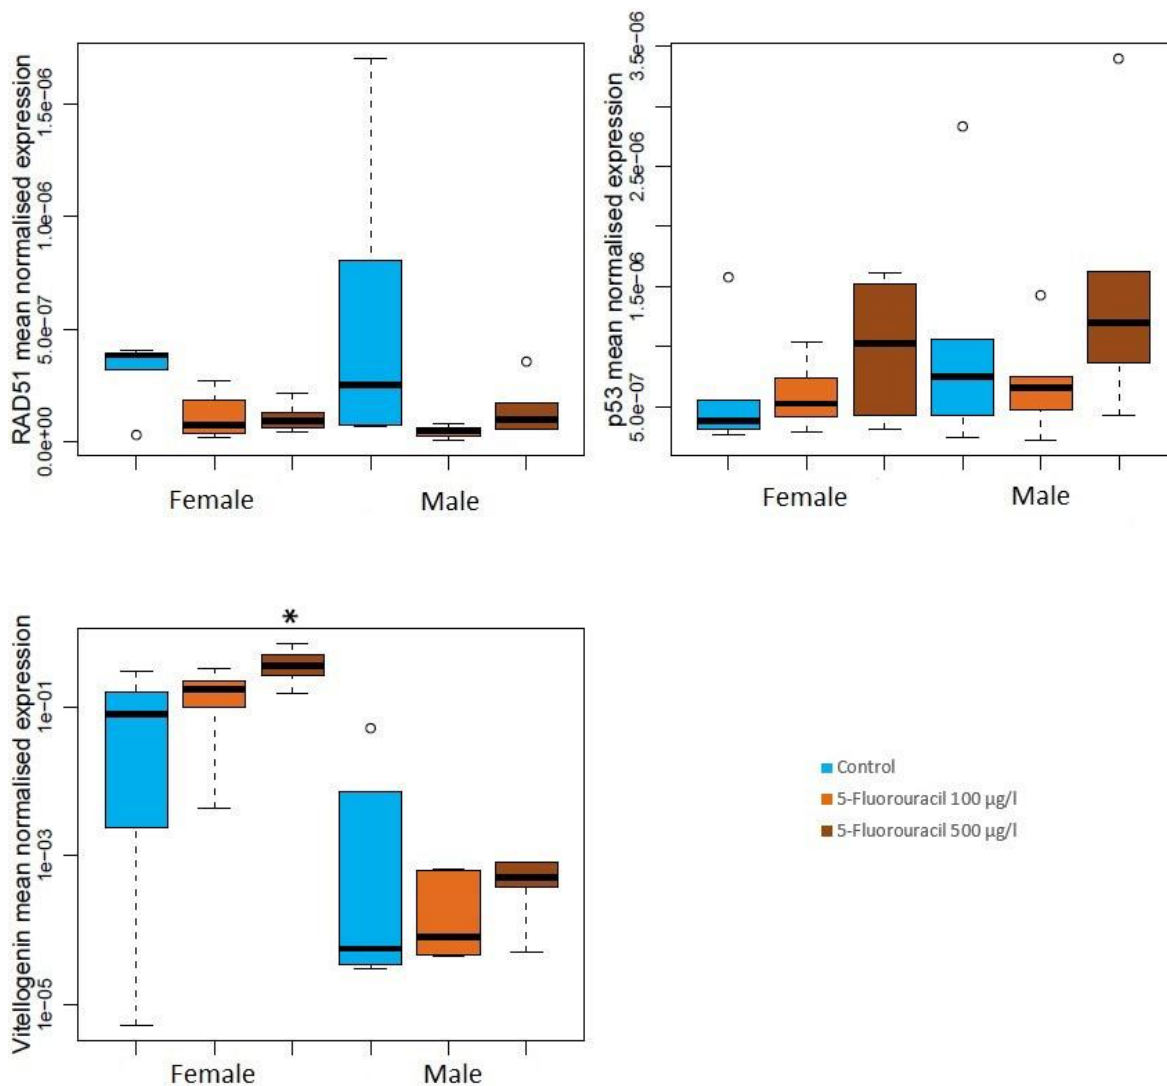 RAD51 mean normalised expression
1.5e−06
1.0e−06
5.0e−07
0.0e+00
Female
Male
p53 mean normalised expression
3.5e−06
2.5e−06
1.5e−06
5.0e−07
Female
Male
Vitellogenin mean normalised expression
*
1e−01
1e−03
1e−05
Female
Male
Control
5-Fluorouracil 100 µg/l
5-Fluorouracil 500 µg/l